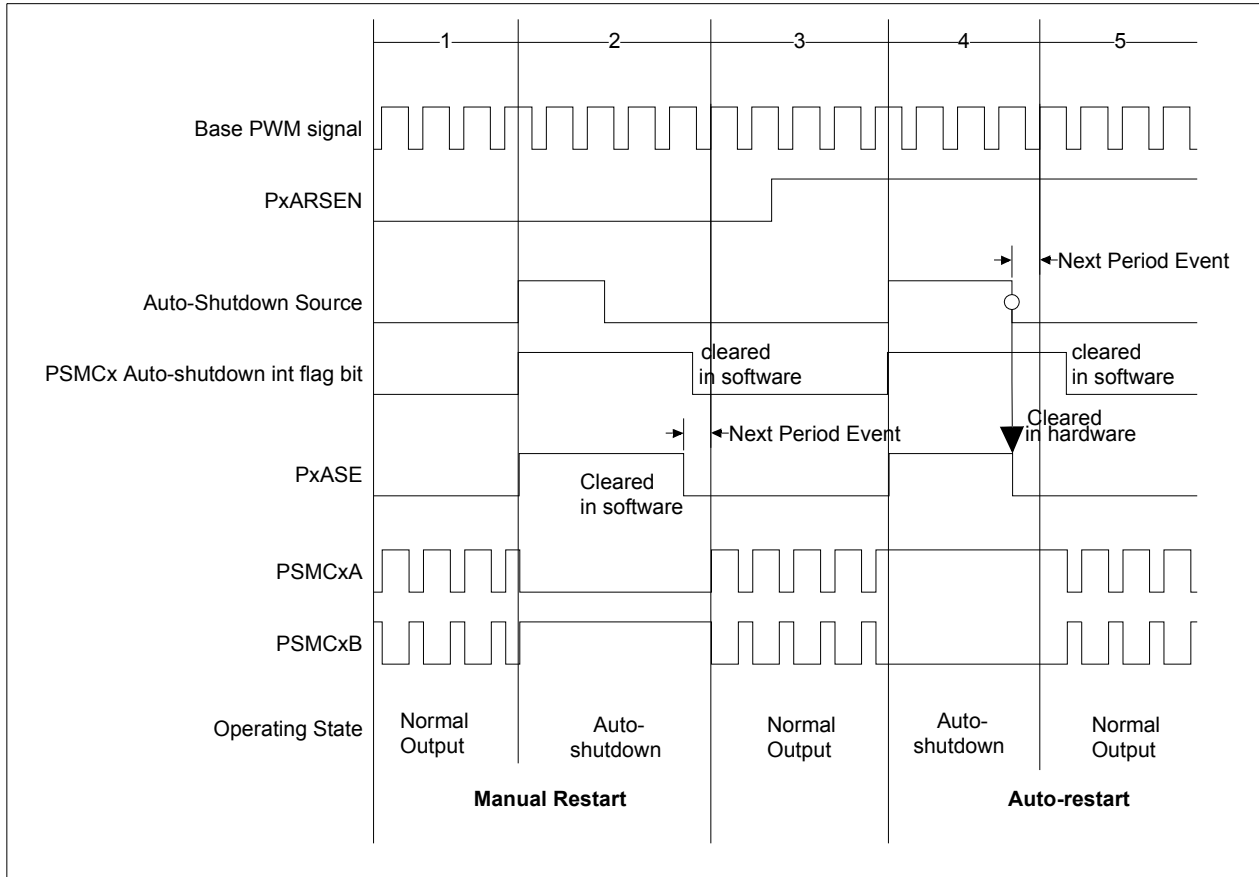 1 2 3 4 5
Base PWM signal
PxARSEN
Next Period Event
Auto-Shutdown Source
cleared
in software
cleared
in software
PSMCx Auto-shutdown int flag bit
Next Period Event
Cleared
in hardware
PxASE
Cleared
in software
PSMCxA
PSMCxB
Operating State
Normal
Output
Auto-
shutdown
Normal
Output
Auto-
shutdown
Normal
Output
Manual Restart
Auto-restart